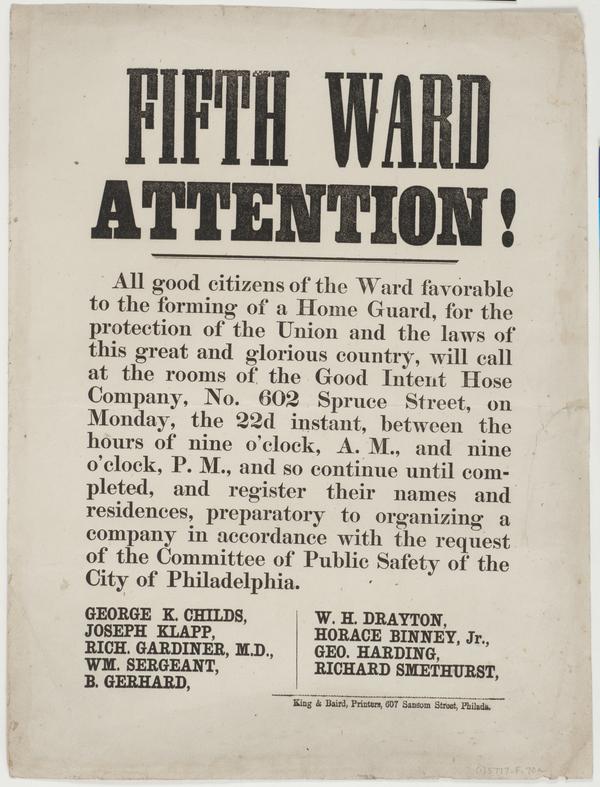 FIFTH WARD
ATTENTION!
All good citizens of the Ward favorable
to the forming of a Home Guard, for the
protection of the Union and the laws of
this great and glorious country, will call
at the rooms of the Good Intent Hose
Company, No. 602 Spruce Street, on
Monday, the 22d instant, between the
hours of nine o'clock, A. M., and nine
o'clock, P. M., and so continue until com-
pleted, and register their names and
residences, preparatory to organizing a
company in accordance with the request
of the Committee of Public Safety of the
City of Philadelphia.
GEORGE K. CHILDS,
JOSEPH KLAPP,
RICH. GARDINER, M.D.,
WM. SERGEANT,
B. GERHARD,
W. H. DRAYTON,
HORACE BINNEY, Jr.,
GEO. HARDING,
RICHARD SMETHURST,
King & Baird, Printers, 607 Sansom Street, Philada.